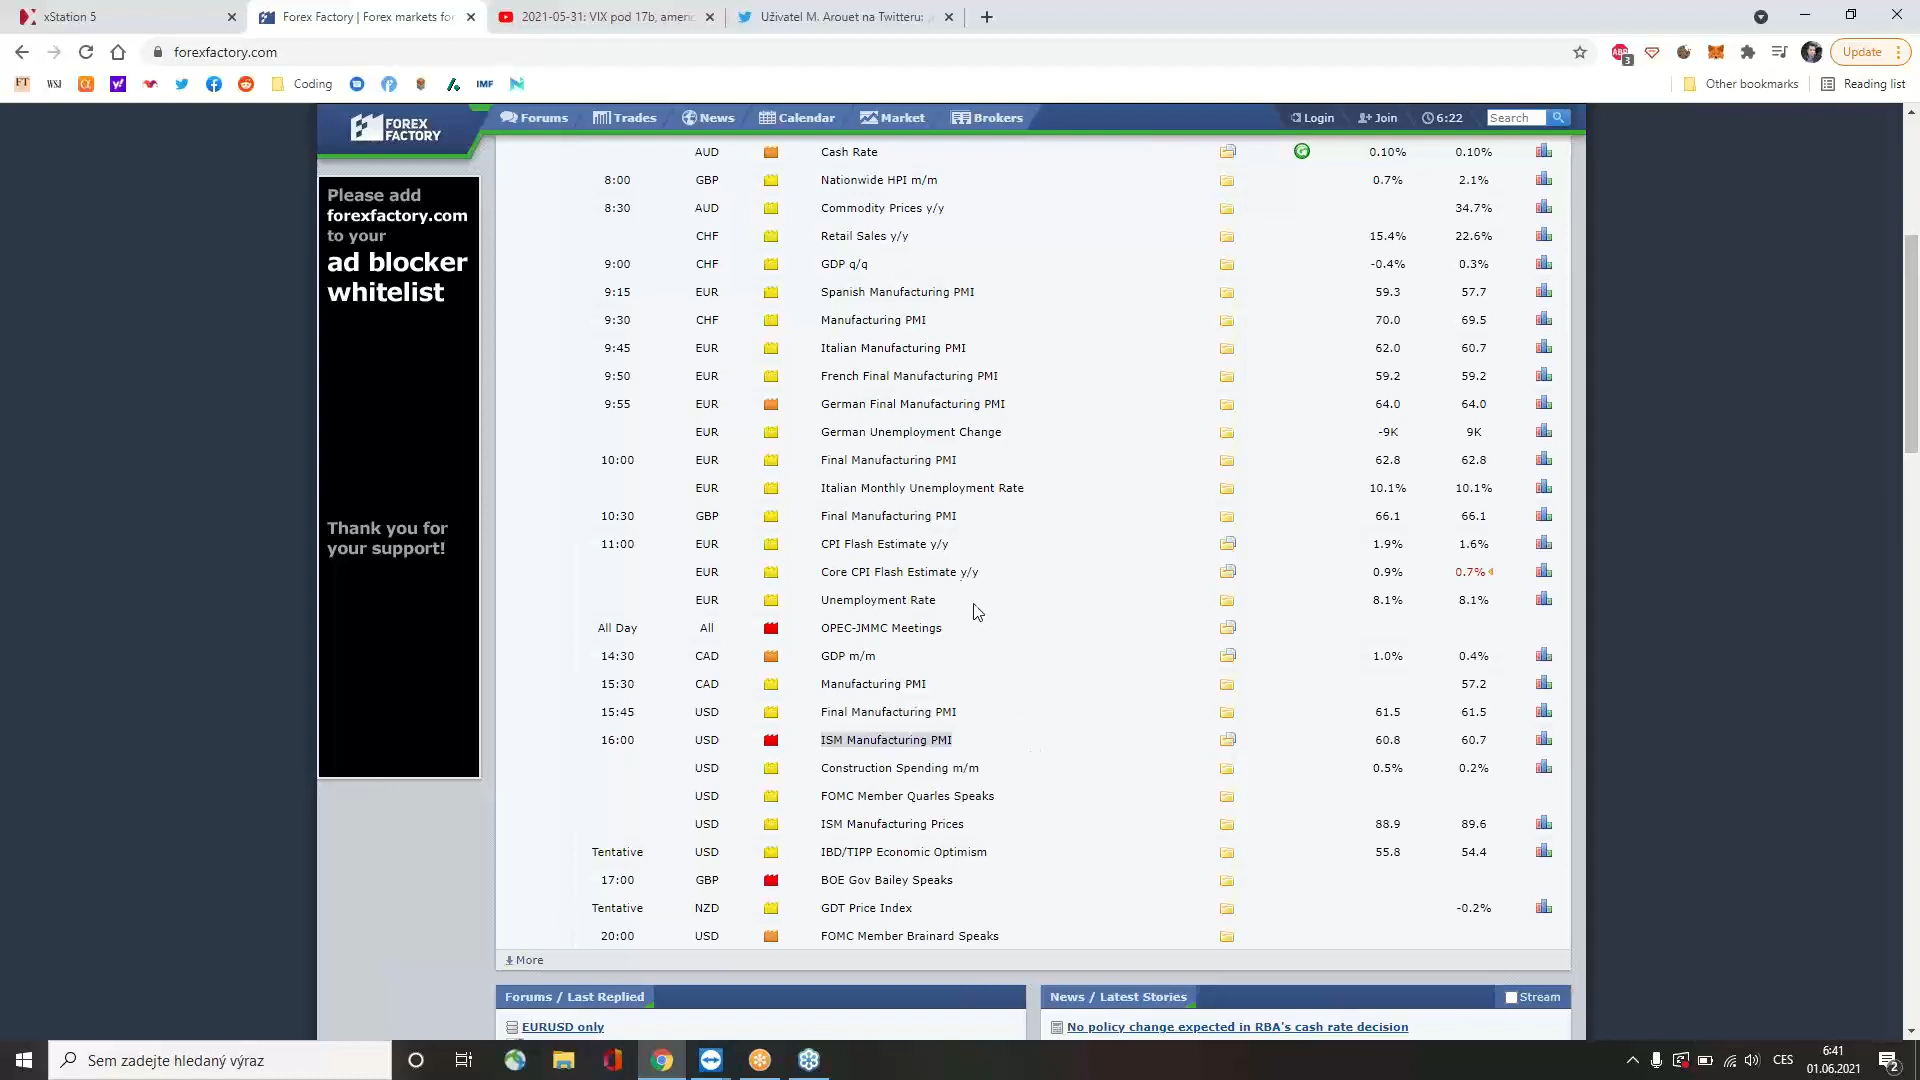 xStation 5
Forex Factory | Forex markets for
2021-05-31: VIX pod 17b, ameri
Uživatel M. Arouet na Twitteru:
forexfactory.com
3
Update
FT
WSJ
Coding
IMF
Other bookmarks
Reading list
FOREX
FACTORY
Forums
Trades
News
Calendar
Market
Brokers
Login
Join
6:22
Search
Please add
forexfactory.com
to your
ad blocker
whitelist
Thank you for
your support!
AUD Cash Rate 0.10% 0.10%
8:00 GBP Nationwide HPI m/m 0.7% 2.1%
8:30 AUD Commodity Prices y/y 34.7%
CHF Retail Sales y/y 15.4% 22.6%
9:00 CHF GDP q/q -0.4% 0.3%
9:15 EUR Spanish Manufacturing PMI 59.3 57.7
9:30 CHF Manufacturing PMI 70.0 69.5
9:45 EUR Italian Manufacturing PMI 62.0 60.7
9:50 EUR French Final Manufacturing PMI 59.2 59.2
9:55 EUR German Final Manufacturing PMI 64.0 64.0
EUR German Unemployment Change -9K 9K
10:00 EUR Final Manufacturing PMI 62.8 62.8
EUR Italian Monthly Unemployment Rate 10.1% 10.1%
10:30 GBP Final Manufacturing PMI 66.1 66.1
11:00 EUR CPI Flash Estimate y/y 1.9% 1.6%
EUR Core CPI Flash Estimate y/y 0.9% 0.7%
EUR Unemployment Rate 8.1% 8.1%
All Day All OPEC-JMMC Meetings
14:30 CAD GDP m/m 1.0% 0.4%
15:30 CAD Manufacturing PMI 57.2
15:45 USD Final Manufacturing PMI 61.5 61.5
16:00 USD ISM Manufacturing PMI 60.8 60.7
USD Construction Spending m/m 0.5% 0.2%
USD FOMC Member Quarles Speaks
USD ISM Manufacturing Prices 88.9 89.6
Tentative USD IBD/TIPP Economic Optimism 55.8 54.4
17:00 GBP BOE Gov Bailey Speaks
Tentative NZD GDT Price Index -0.2%
20:00 USD FOMC Member Brainard Speaks
More
Forums / Last Replied
News / Latest Stories
Stream
EURUSD only
No policy change expected in RBA's cash rate decision
Sem zadejte hledaný výraz
CES
6:41
01.06.2021
2